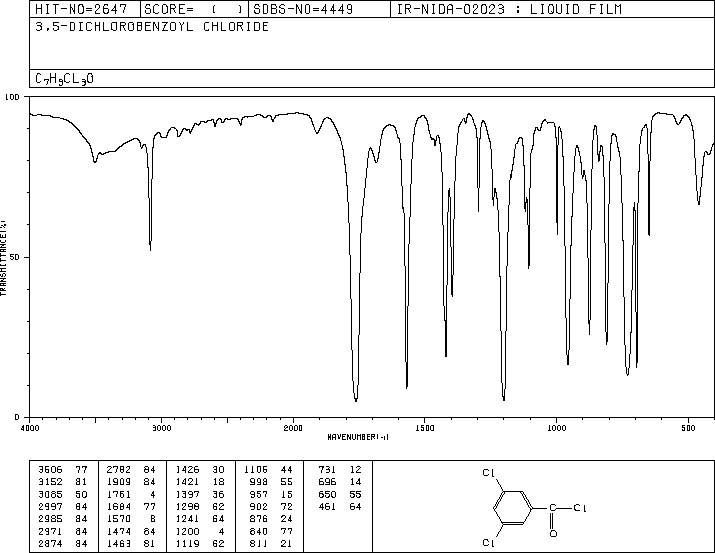 HIT-NO=2647 SCORE= ( ) SDBS-NO=4449 IR-NIDA-02023 : LIQUID FILM
3,5-DICHLOROBENZOYL CHLORIDE
C7H3CL3O
100
50
0
TRANSMITTANCE(%)
4000 3000 2000 1500 1000 500
WAVENUMBER(-1)
3506 77 2782 84 1426 30 1106 44 731 12
3152 81 1909 84 1421 18 998 55 696 14
3085 50 1761 4 1397 36 957 15 650 55
2997 84 1684 77 1298 62 902 72 461 64
2985 84 1570 8 1241 64 876 24
2971 84 1474 84 1200 4 840 77
2874 84 1463 81 1119 62 811 21
Cl
C Cl
O
Cl